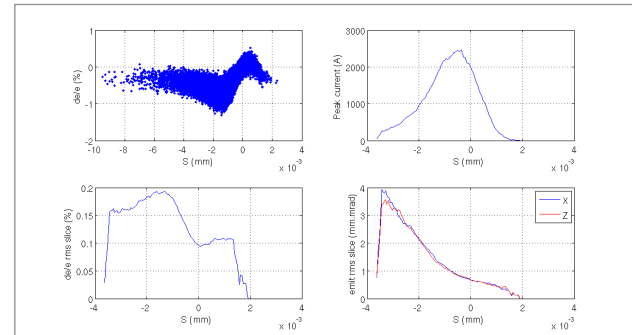 de/e (%)
1
0
-1
-2
-10 -8 -6 -4 -2 0 2 4
S (mm)
x 10⁻³
Peak current (A)
3000
2000
1000
0
-4 -2 0 2 4
S (mm)
x 10⁻³
de/e rms slice (%)
0.2
0.15
0.1
0.05
0
-4 -2 0 2 4
S (mm)
x 10⁻³
emit rms slice (mm.mrad)
4
3
2
1
0
-4 -2 0 2 4
S (mm)
x 10⁻³
X
Z